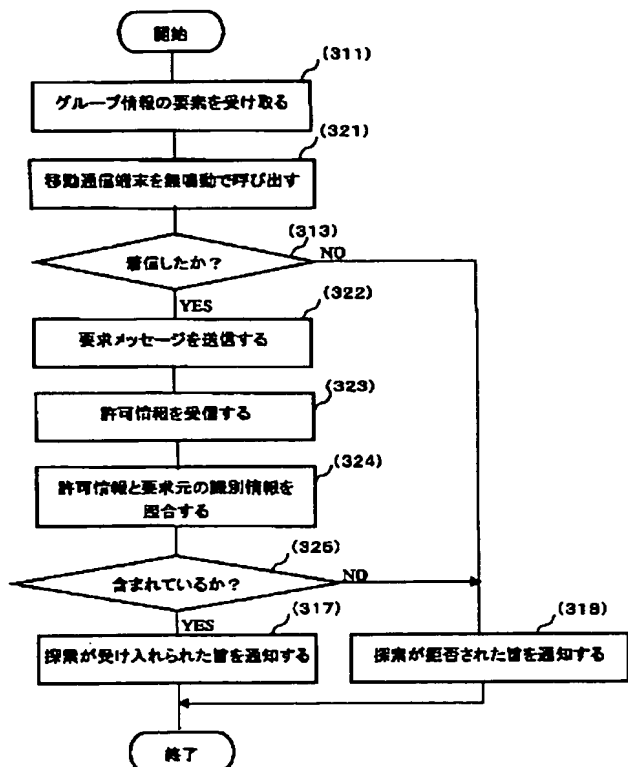 開始
(311)
グループ情報の要素を受け取る
(321)
移動通信端末を無鳴動で呼び出す
(313)
着信したか?
NO
YES
(322)
要求メッセージを送信する
(323)
許可情報を受信する
(324)
許可情報と要求元の識別情報を
照合する
(325)
含まれているか?
NO
YES
(317)
探索が受け入れられた旨を通知する
(318)
探索が拒否された旨を通知する
終了